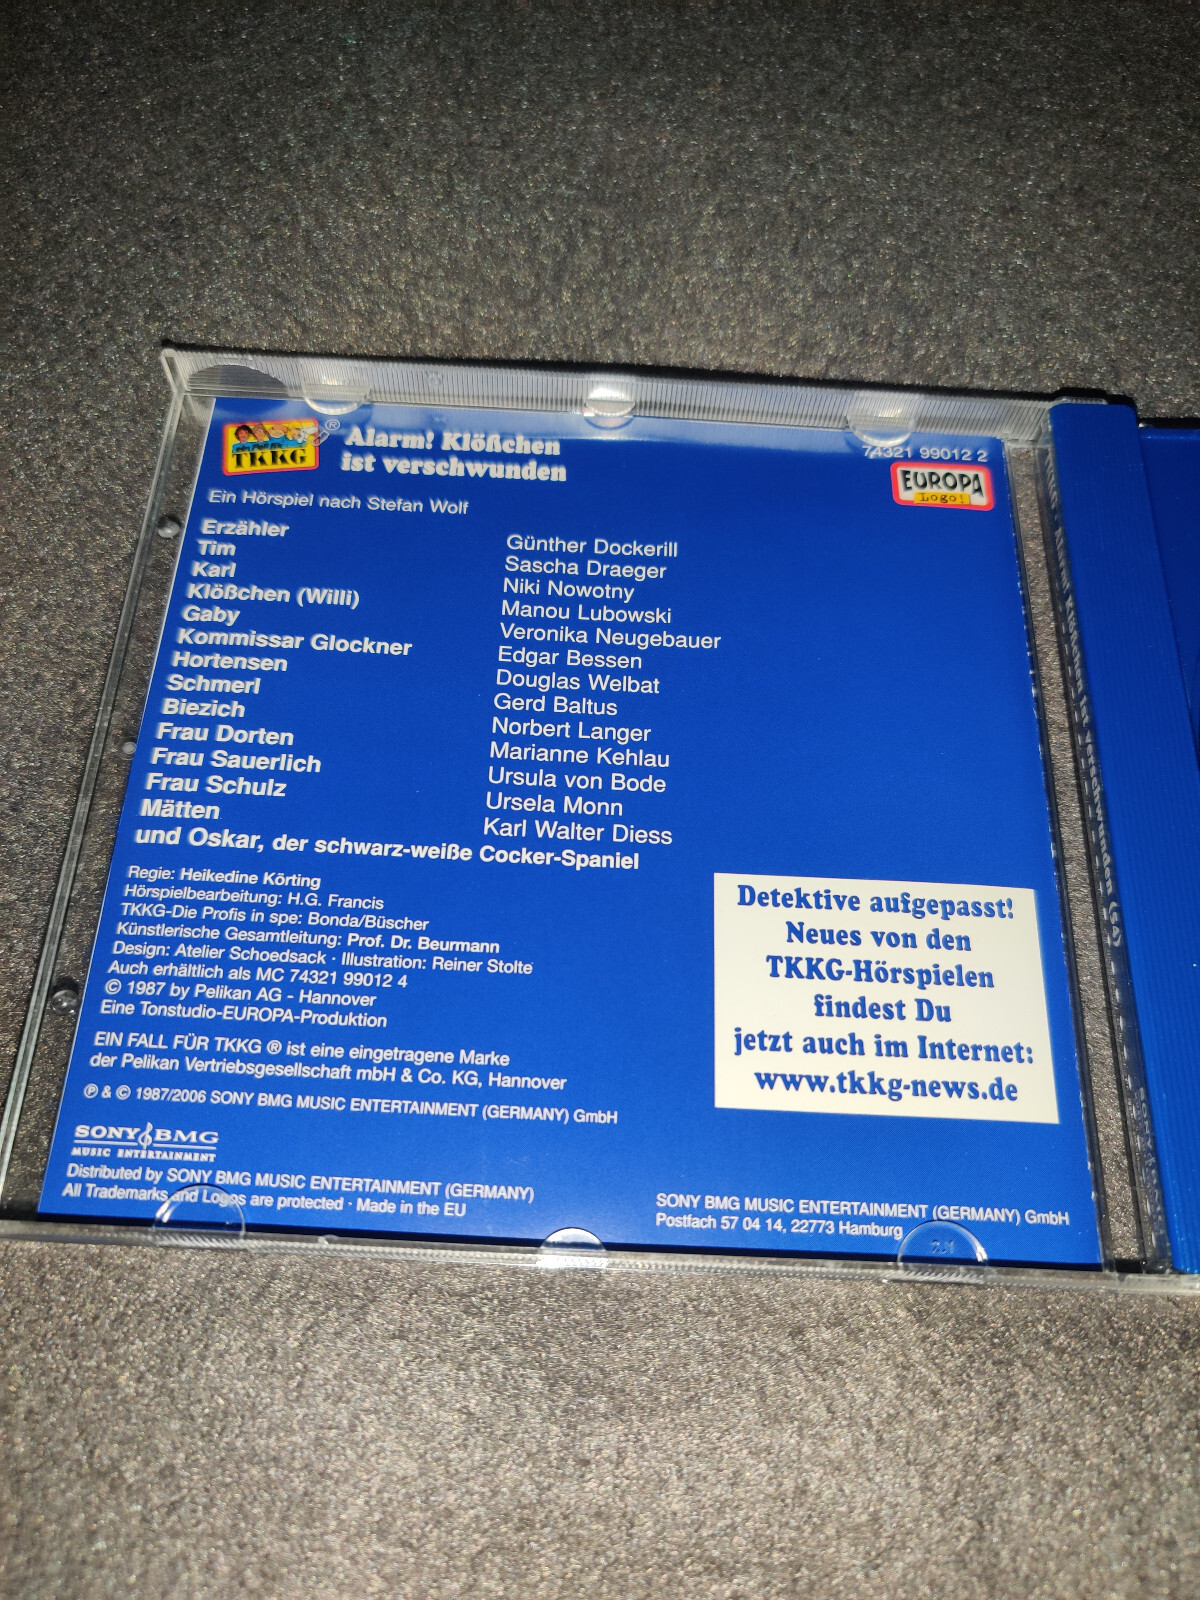 TKKG
®
Alarm! Klößchen
ist verschwunden
74321 99012 2
EUROPA
Logo!
Ein Hörspiel nach Stefan Wolf
Erzähler Günther Dockerill
Tim Sascha Draeger
Karl Niki Nowotny
Klößchen (Willi) Manou Lubowski
Gaby Veronika Neugebauer
Kommissar Glockner Edgar Bessen
Hortensen Douglas Welbat
Schmerl Gerd Baltus
Biezich Norbert Langer
Frau Dorten Marianne Kehlau
Frau Sauerlich Ursula von Bode
Frau Schulz Ursela Monn
Mätten Karl Walter Diess
und Oskar, der schwarz-weiße Cocker-Spaniel
Regie: Heikedine Körting
Hörspielbearbeitung: H.G. Francis
TKKG-Die Profis in spe: Bonda/Büscher
Künstlerische Gesamtleitung: Prof. Dr. Beurmann
Design: Atelier Schoedsack · Illustration: Reiner Stolte
Auch erhältlich als MC 74321 99012 4
© 1987 by Pelikan AG - Hannover
Eine Tonstudio-EUROPA-Produktion
EIN FALL FÜR TKKG ® ist eine eingetragene Marke
der Pelikan Vertriebsgesellschaft mbH & Co. KG, Hannover
℗ & © 1987/2006 SONY BMG MUSIC ENTERTAINMENT (GERMANY) GmbH
SONY BMG
MUSIC ENTERTAINMENT
Distributed by SONY BMG MUSIC ENTERTAINMENT (GERMANY)
All Trademarks and Logos are protected · Made in the EU
Detektive aufgepasst!
Neues von den
TKKG-Hörspielen
findest Du
jetzt auch im Internet:
www.tkkg-news.de
SONY BMG MUSIC ENTERTAINMENT (GERMANY) GmbH
Postfach 57 04 14, 22773 Hamburg
Klößchen ist verschwunden (54)